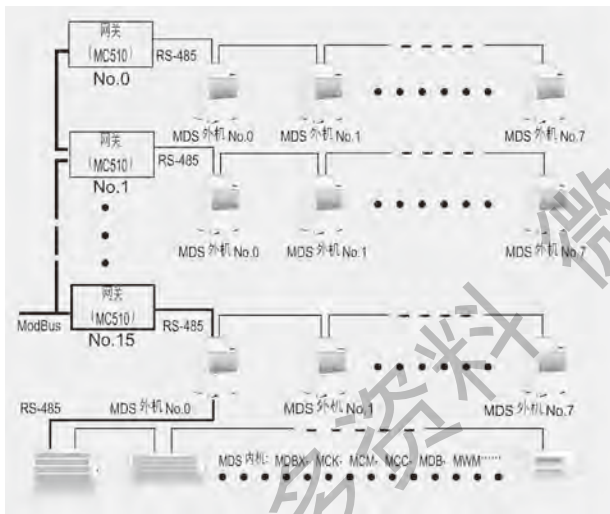 网关
(MC510)
RS-485
No.0
MDS 外机 No.0
MDS 外机 No.1
MDS 外机 No.7
网关
(MC510)
RS-485
No.1
MDS 外机 No.0
MDS 外机 No.1
MDS 外机 No.7
网关
(MC510)
ModBus
RS-485
No.15
RS-485
MDS 外机 No.0
MDS 外机 No.1
MDS 外机 No.7
MDS 内机: MDBX, MCK, MCM, MCC, MDB, MWM……
多资料 微